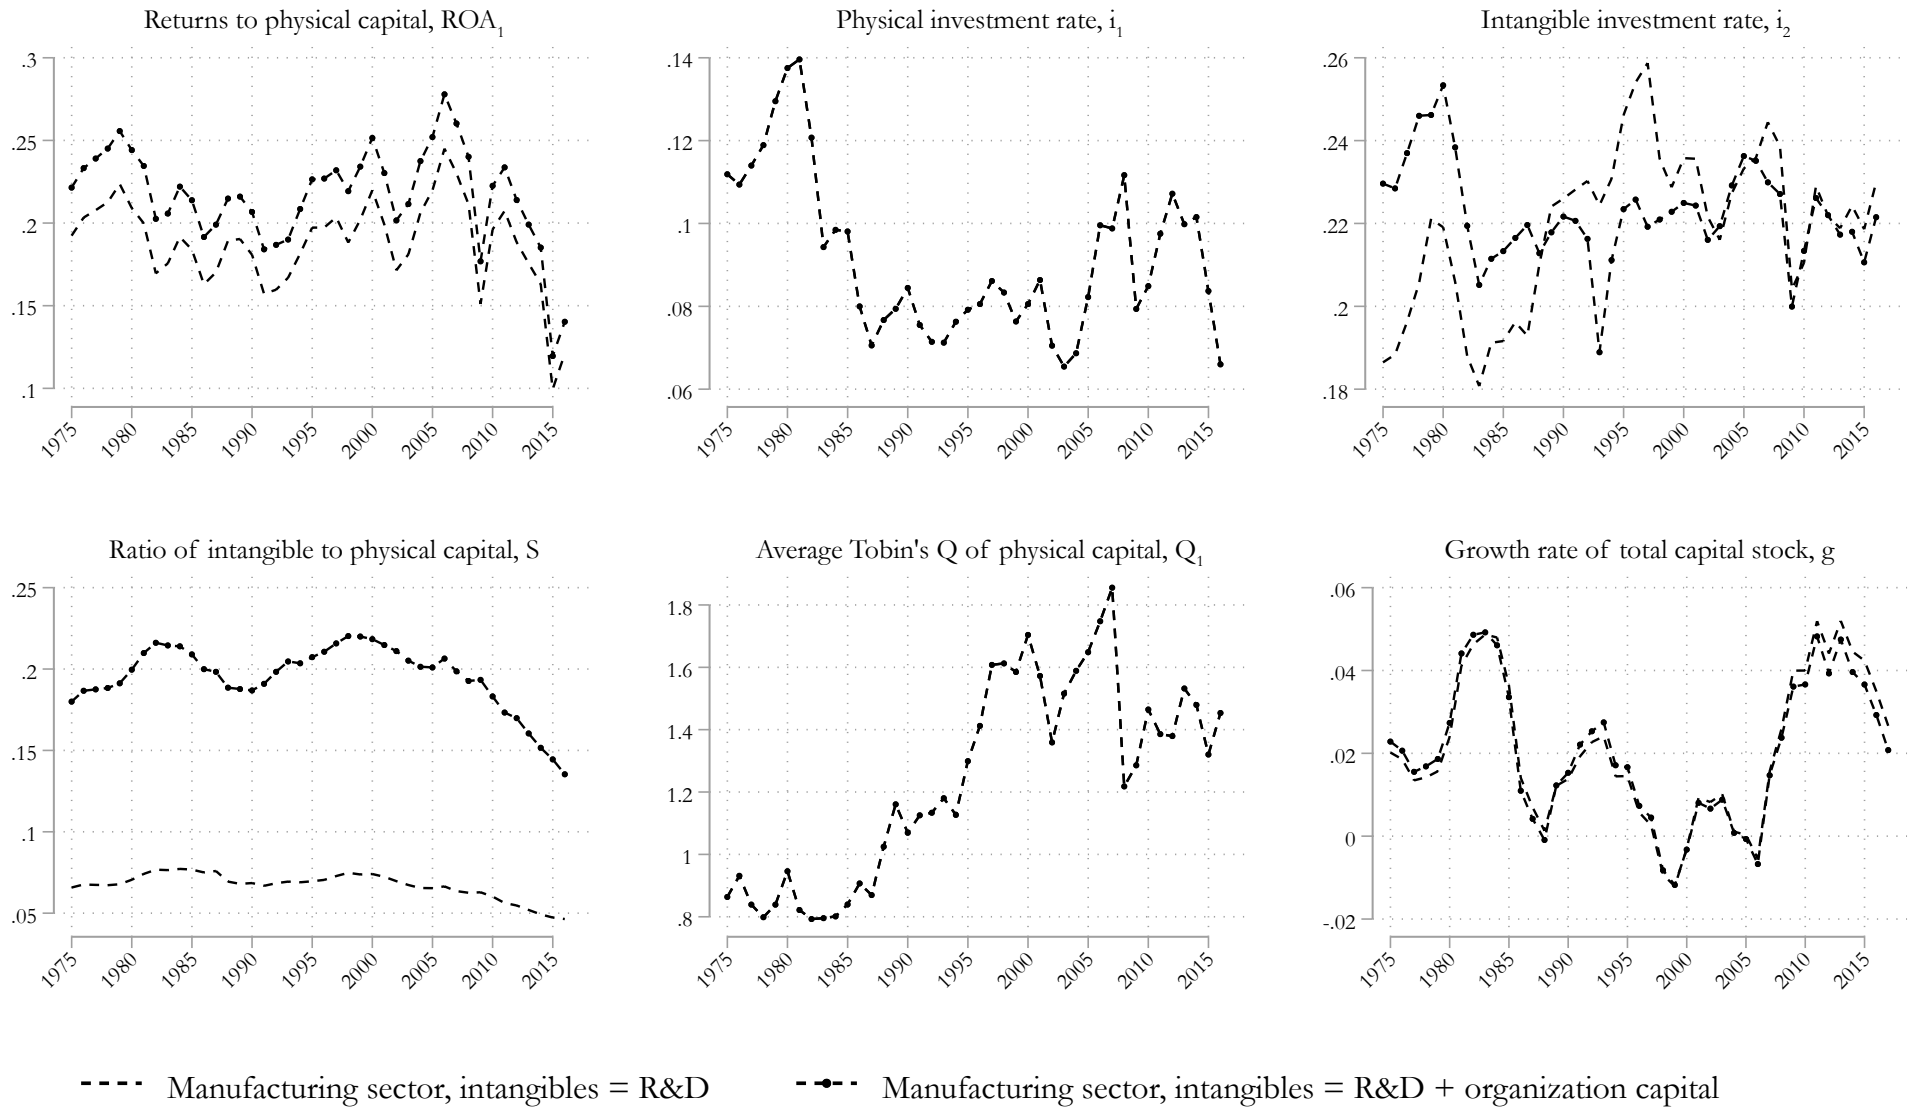 Returns to physical capital, ROA1
.3
.25
.2
.15
.1
1975 1980 1985 1990 1995 2000 2005 2010 2015
Physical investment rate, i1
.14
.12
.1
.08
.06
1975 1980 1985 1990 1995 2000 2005 2010 2015
Intangible investment rate, i2
.26
.24
.22
.2
.18
1975 1980 1985 1990 1995 2000 2005 2010 2015
Ratio of intangible to physical capital, S
.25
.2
.15
.1
.05
1975 1980 1985 1990 1995 2000 2005 2010 2015
Average Tobin's Q of physical capital, Q1
1.8
1.6
1.4
1.2
1
.8
1975 1980 1985 1990 1995 2000 2005 2010 2015
Growth rate of total capital stock, g
.06
.04
.02
0
-.02
1975 1980 1985 1990 1995 2000 2005 2010 2015
Manufacturing sector, intangibles = R&D
Manufacturing sector, intangibles = R&D + organization capital